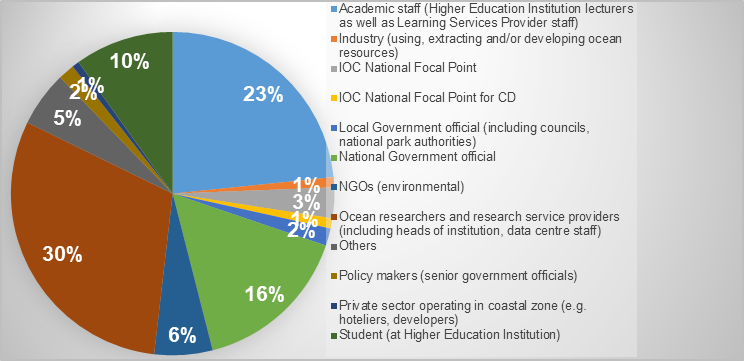 Academic staff (Higher Education Institution lecturers
as well as Learning Services Provider staff)
Industry (using, extracting and/or developing ocean
resources)
IOC National Focal Point
IOC National Focal Point for CD
Local Government official (including councils,
national park authorities)
National Government official
NGOs (environmental)
Ocean researchers and research service providers
(including heads of institution, data centre staff)
Others
Policy makers (senior government officials)
Private sector operating in coastal zone (e.g.
hoteliers, developers)
Student (at Higher Education Institution)
23%
1%
3%
1%
2%
16%
6%
30%
5%
2%
1%
10%